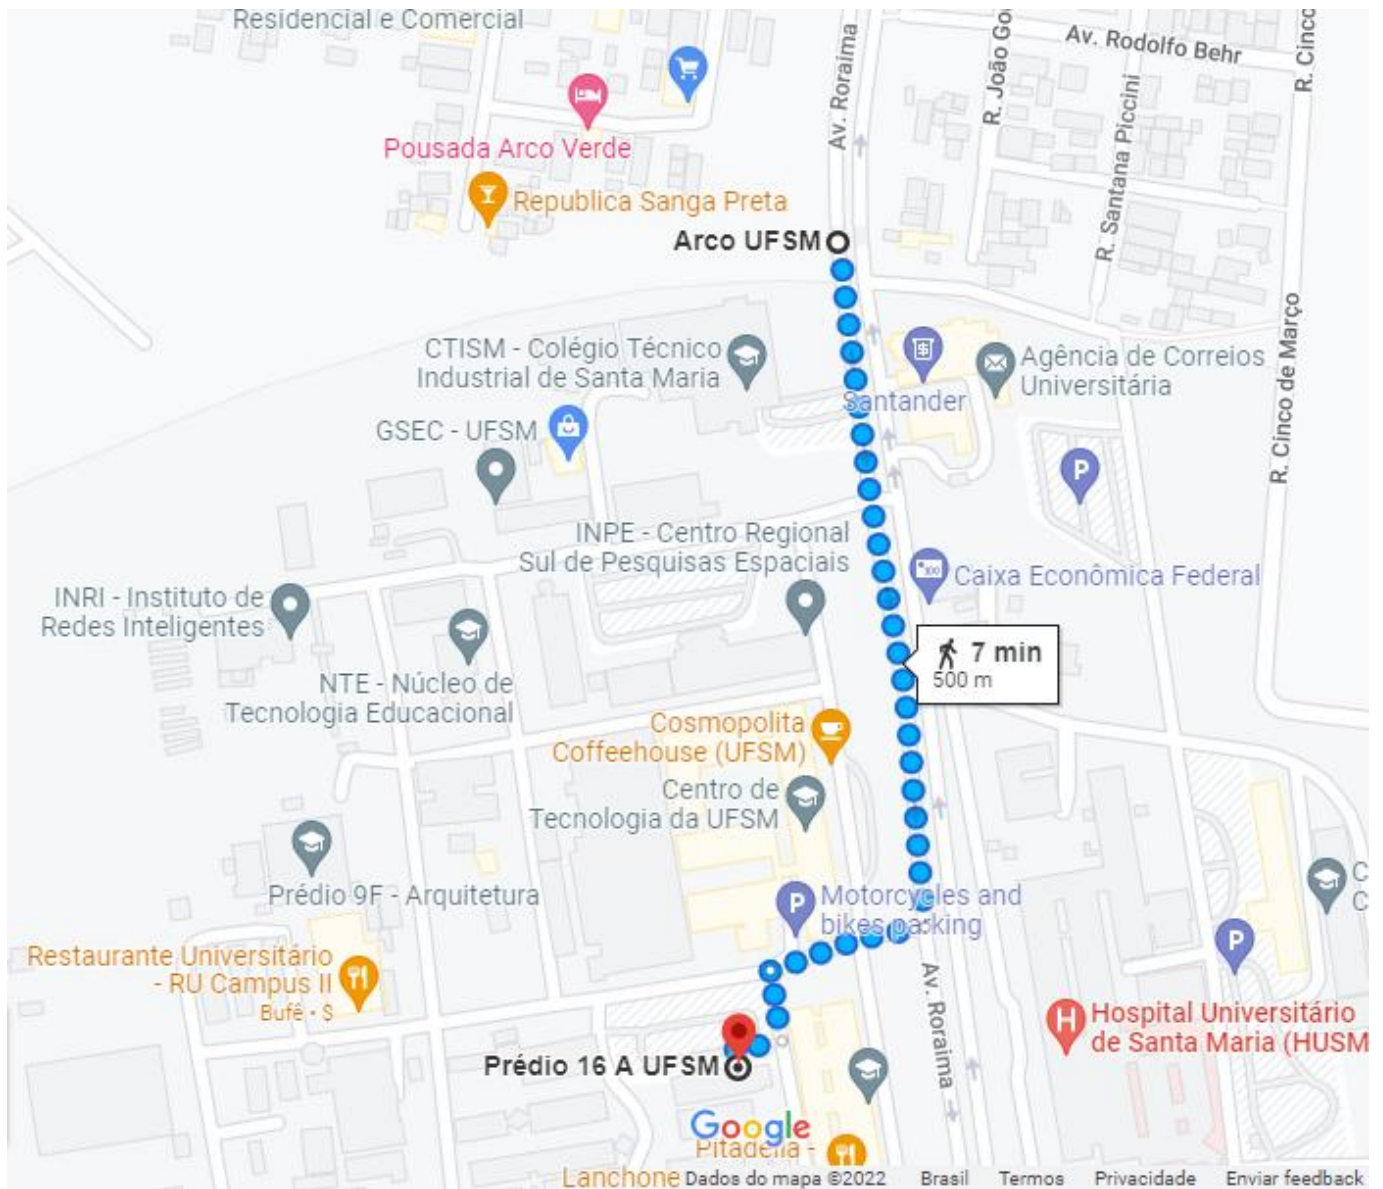 Residencial e Comercial
Av. Roraima
R. João Go
Av. Rodolfo Behr
R. Cinco
R. Santana Piccini
Pousada Arco Verde
Republica Sanga Preta
Arco UFSM
CTISM - Colégio Técnico
Industrial de Santa Maria
Santander
Agência de Correios
Universitária
R. Cinco de Março
GSEC - UFSM
P
INPE - Centro Regional
Sul de Pesquisas Espaciais
Caixa Econômica Federal
INRI - Instituto de
Redes Inteligentes
7 min
500 m
NTE - Núcleo de
Tecnologia Educacional
Cosmopolita
Coffeehouse (UFSM)
Centro de
Tecnologia da UFSM
Prédio 9F - Arquitetura
P
Motorcycles and
bikes parking
C
C
P
Restaurante Universitário
- RU Campus II
Bufê • $
Av. Roraima
H
Hospital Universitário
de Santa Maria (HUSM
Prédio 16 A UFSM
Google
Pitadella -
Lanchone
Dados do mapa ©2022
Brasil
Termos
Privacidade
Enviar feedback